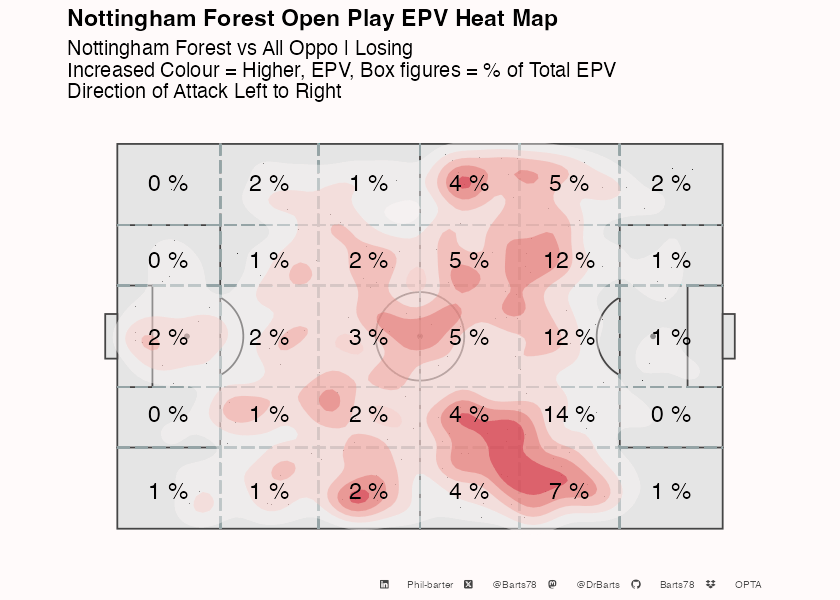 Nottingham Forest Open Play EPV Heat Map
Nottingham Forest vs All Oppo | Losing
Increased Colour = Higher, EPV, Box figures = % of Total EPV
Direction of Attack Left to Right
0 % 2 % 1 % 4 % 5 % 2 %
0 % 1 % 2 % 5 % 12 % 1 %
2 % 2 % 3 % 5 % 12 % 1 %
0 % 1 % 2 % 4 % 14 % 0 %
1 % 1 % 2 % 4 % 7 % 1 %
Phil-barter @Barts78 @DrBarts Barts78 OPTA